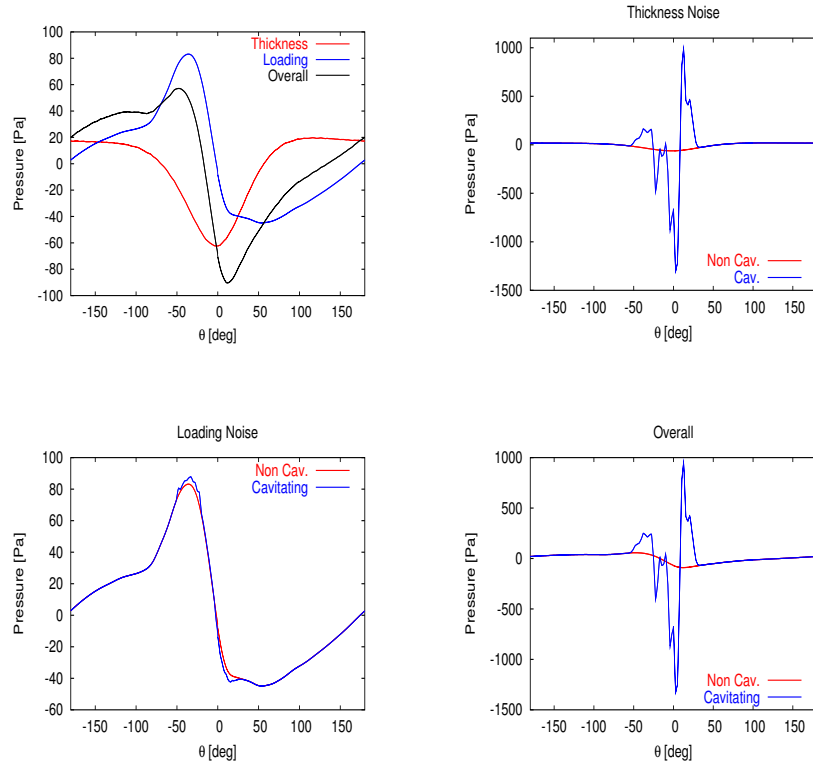 Thickness Noise
100
80
60
40
20
0
-20
-40
-60
-80
-100
Pressure [Pa]
Thickness
Loading
Overall
-150 -100 -50 0 50 100 150
θ [deg]
1000
500
0
-500
-1000
-1500
Pressure [Pa]
Non Cav.
Cav.
-150 -100 -50 0 50 100 150
θ [deg]
Loading Noise
100
80
60
40
20
0
-20
-40
-60
Pressure [Pa]
Non Cav.
Cavitating
-150 -100 -50 0 50 100 150
θ [deg]
Overall
1000
500
0
-500
-1000
-1500
Pressure [Pa]
Non Cav.
Cavitating
-150 -100 -50 0 50 100 150
θ [deg]